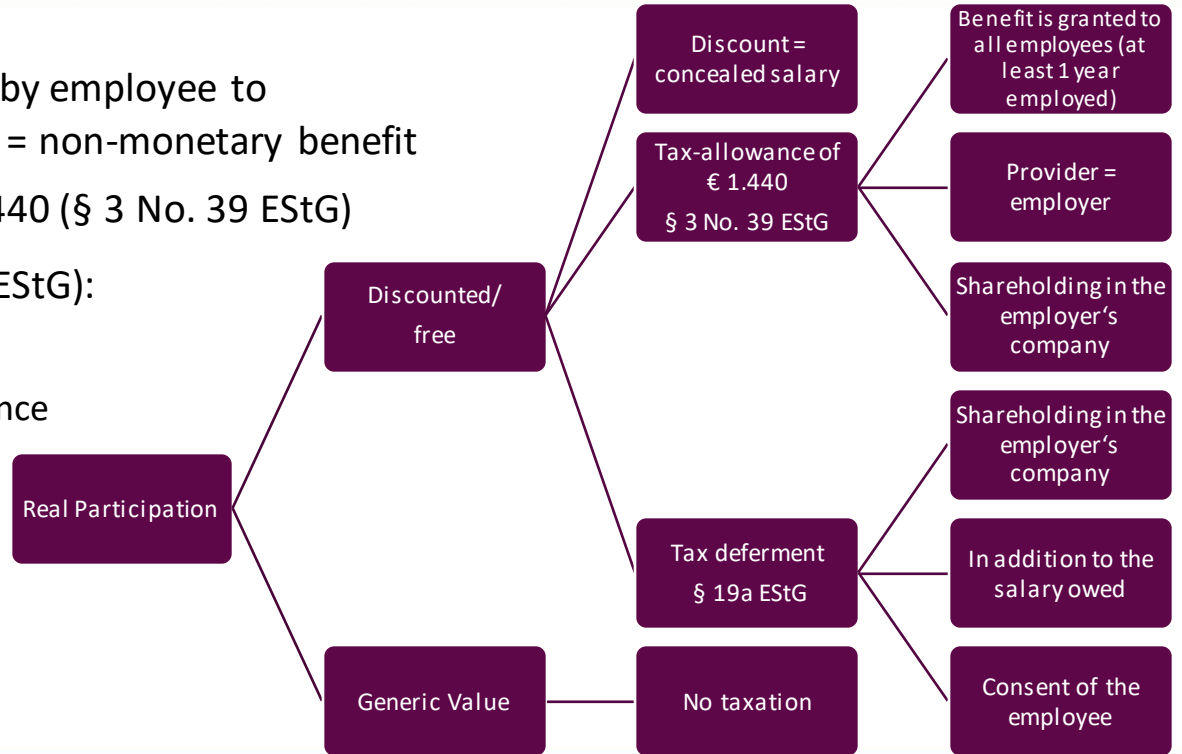 by employee to
= non-monetary benefit
440 (§ 3 No. 39 EStG)
EStG):
nce
Real Participation
Discounted/
free
Generic Value
Discount =
concealed salary
Tax-allowance of
€ 1.440
§ 3 No. 39 EStG
Tax deferment
§ 19a EStG
No taxation
Benefit is granted to
all employees (at
least 1 year
employed)
Provider =
employer
Shareholding in the
employer‘s
company
Shareholding in the
employer‘s
company
In addition to the
salary owed
Consent of the
employee